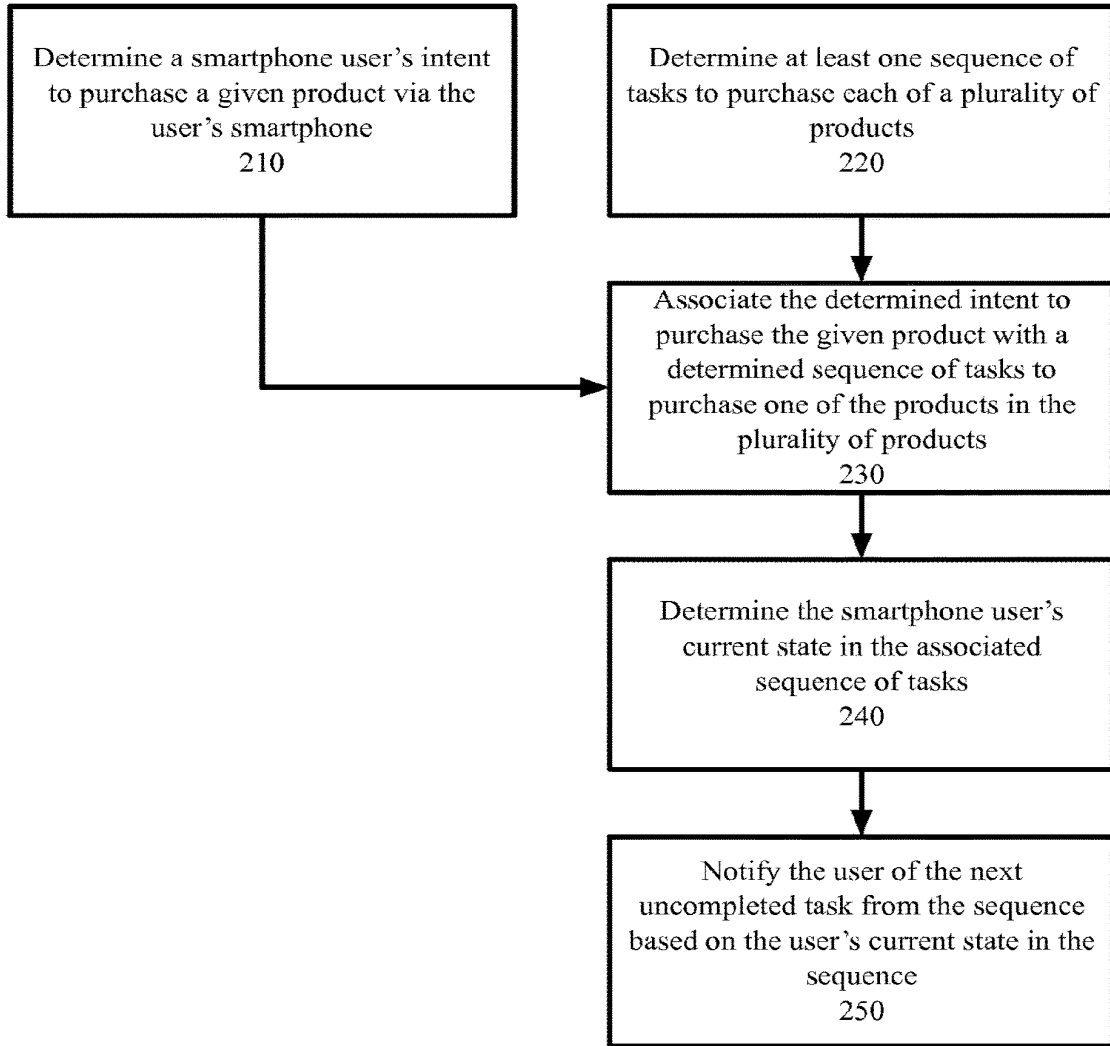 Determine a smartphone user’s intent
to purchase a given product via the
user’s smartphone
210
Determine at least one sequence of
tasks to purchase each of a plurality of
products
220
Associate the determined intent to
purchase the given product with a
determined sequence of tasks to
purchase one of the products in the
plurality of products
230
Determine the smartphone user’s
current state in the associated
sequence of tasks
240
Notify the user of the next
uncompleted task from the sequence
based on the user’s current state in the
sequence
250